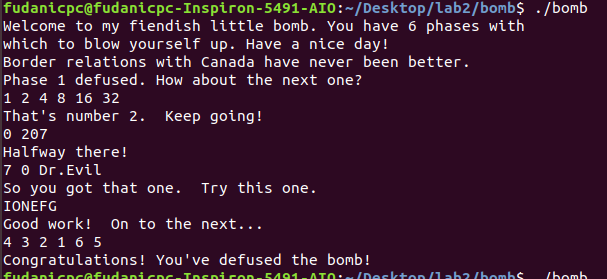 fudanicpc@fudanicpc-Inspiron-5491-AIO:~/Desktop/lab2/bomb$ ./bomb
Welcome to my fiendish little bomb. You have 6 phases with
which to blow yourself up. Have a nice day!
Border relations with Canada have never been better.
Phase 1 defused. How about the next one?
1 2 4 8 16 32
That's number 2.  Keep going!
0 207
Halfway there!
7 0 Dr.Evil
So you got that one.  Try this one.
IONEFG
Good work!  On to the next...
4 3 2 1 6 5
Congratulations! You've defused the bomb!
fudanicpc@fudanicpc-Inspiron-5491-AIO:~/Desktop/lab2/bomb$ ./bomb